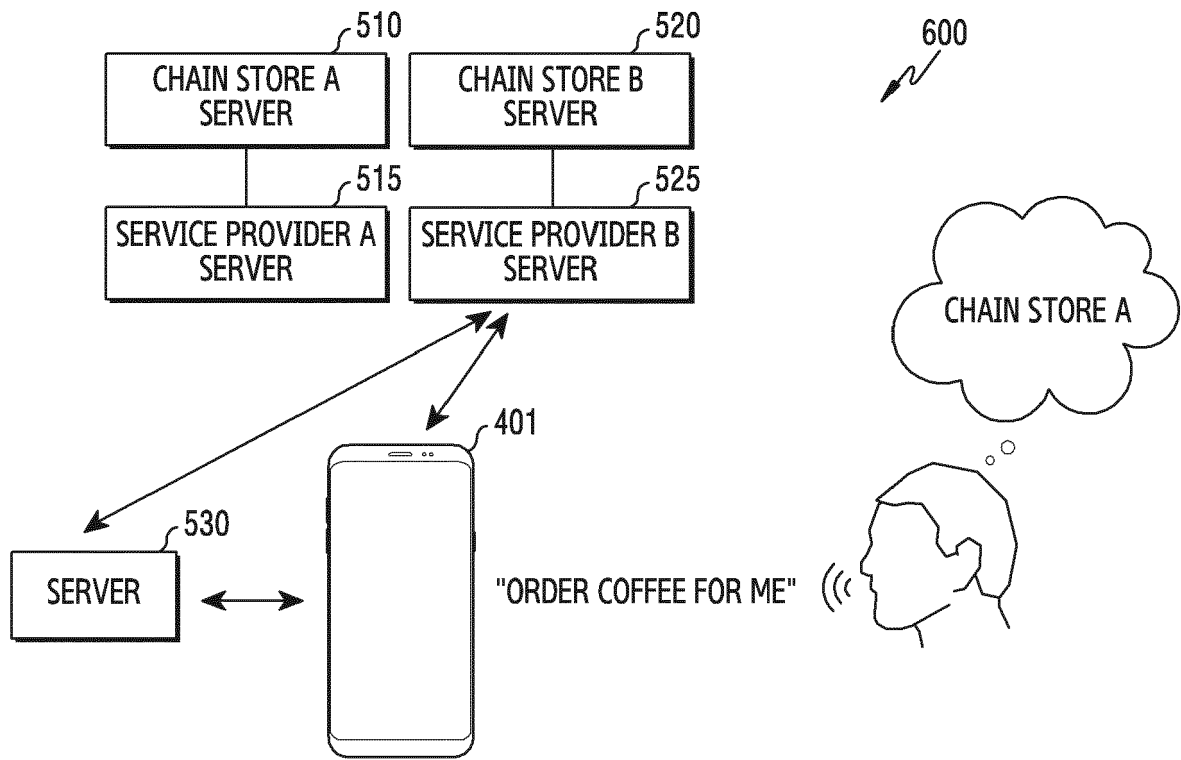 510
520
600
CHAIN STORE A
SERVER
CHAIN STORE B
SERVER
515
525
SERVICE PROVIDER A
SERVER
SERVICE PROVIDER B
SERVER
CHAIN STORE A
401
530
SERVER
"ORDER COFFEE FOR ME"